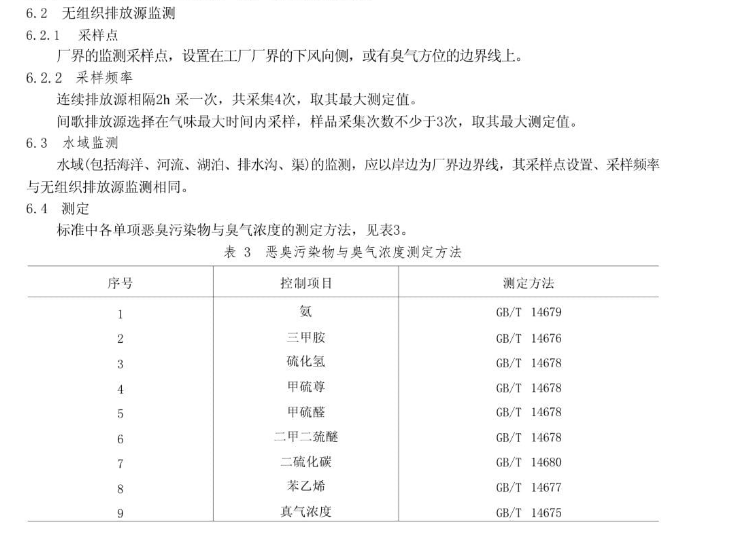 6.2 无组织排放源监测
6.2.1 采样点
厂界的监测采样点，设置在工厂厂界的下风向侧，或有臭气方位的边界线上。
6.2.2 采样频率
连续排放源相隔2h 采一次，共采集4次，取其最大测定值。
间歇排放源选择在气味最大时间内采样，样品采集次数不少于3次，取其最大测定值。
6.3 水域监测
水域(包括海洋、河流、湖泊、排水沟、渠)的监测，应以岸边为厂界边界线，其采样点设置、采样频率
与无组织排放源监测相同。
6.4 测定
标准中各单项恶臭污染物与臭气浓度的测定方法，见表3。
表 3 恶臭污染物与臭气浓度测定方法
序号 控制项目 测定方法
1 氨 GB/T 14679
2 三甲胺 GB/T 14676
3 硫化氢 GB/T 14678
4 甲硫尊 GB/T 14678
5 甲硫醛 GB/T 14678
6 二甲二巯醚 GB/T 14678
7 二硫化碳 GB/T 14680
8 苯乙烯 GB/T 14677
9 真气浓度 GB/T 14675